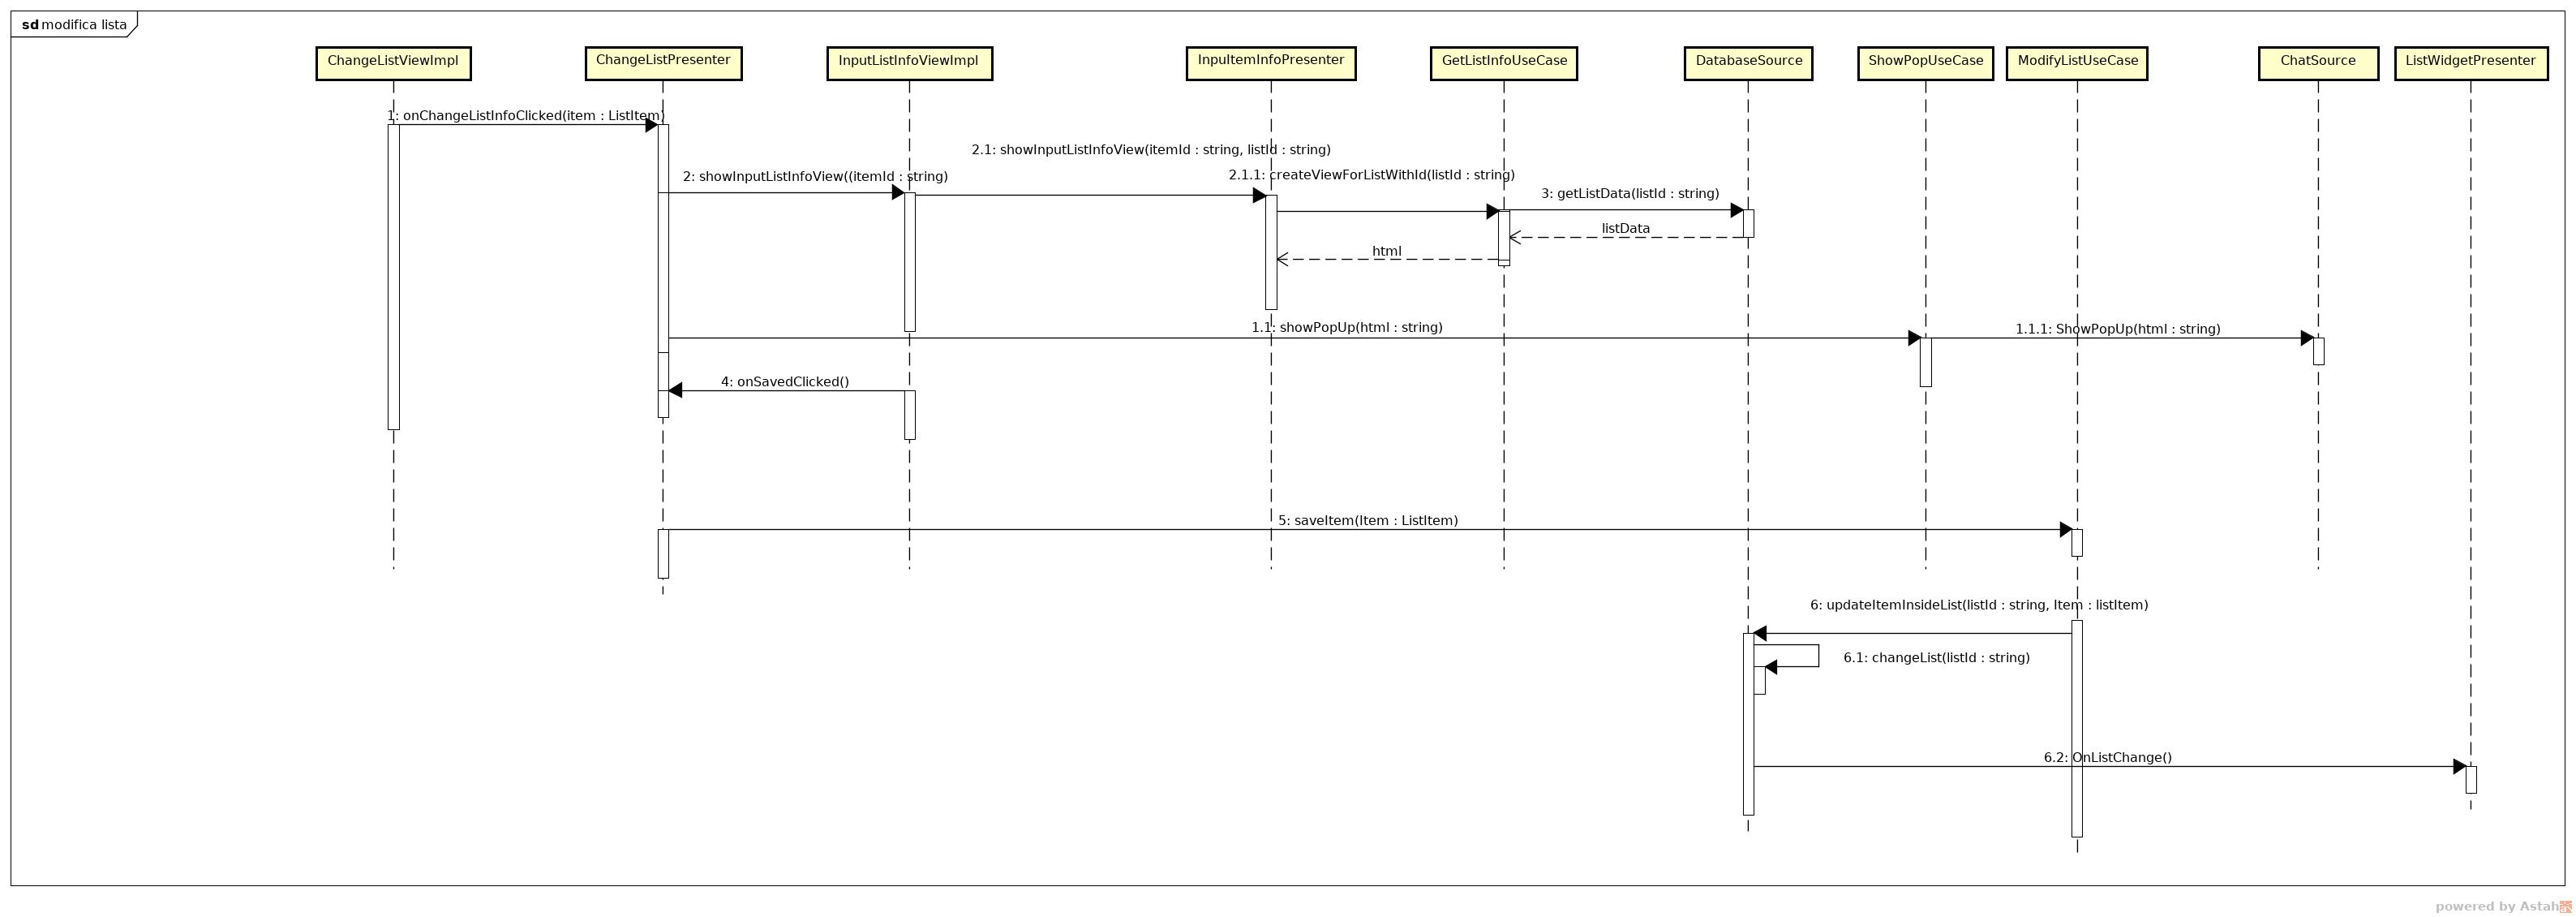 sd modifica lista
ChangeListViewImpl
ChangeListPresenter
InputListInfoViewImpl
InpuItemInfoPresenter
GetListInfoUseCase
DatabaseSource
ShowPopUseCase
ModifyListUseCase
ChatSource
ListWidgetPresenter
1: onChangeListInfoClicked(item : ListItem)
2.1: showInputListInfoView(itemId : string, listId : string)
2: showInputListInfoView((itemId : string)
2.1.1: createViewForListWithId(listId : string)
3: getListData(listId : string)
listData
html
1.1: showPopUp(html : string)
1.1.1: ShowPopUp(html : string)
4: onSavedClicked()
5: saveItem(Item : ListItem)
6: updateItemInsideList(listId : string, Item : listItem)
6.1: changeList(listId : string)
6.2: OnListChange()
powered by Astah